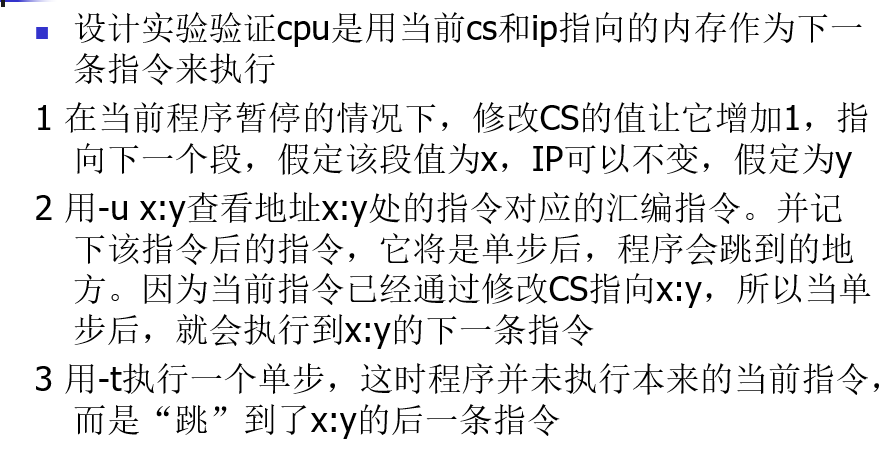 设计实验验证cpu是用当前cs和ip指向的内存作为下一
条指令来执行
1 在当前程序暂停的情况下，修改CS的值让它增加1，指
向下一个段，假定该段值为x，IP可以不变，假定为y
2 用-u x:y查看地址x:y处的指令对应的汇编指令。并记
下该指令后的指令，它将是单步后，程序会跳到的地
方。因为当前指令已经通过修改CS指向x:y，所以当单
步后，就会执行到x:y的下一条指令
3 用-t执行一个单步，这时程序并未执行本来的当前指令，
而是“跳”到了x:y的后一条指令